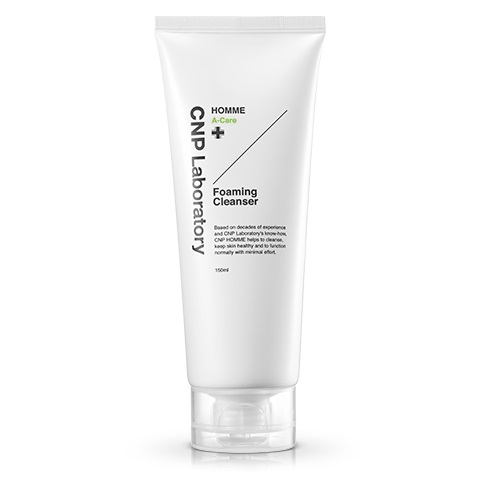 HOMME
A-Care
CNP Laboratory
Foaming
Cleanser
Based on decades of experience
and CNP Laboratory's know-how,
CNP HOMME helps to cleanse,
keep skin healthy and to function
normally with minimal effort.
150ml